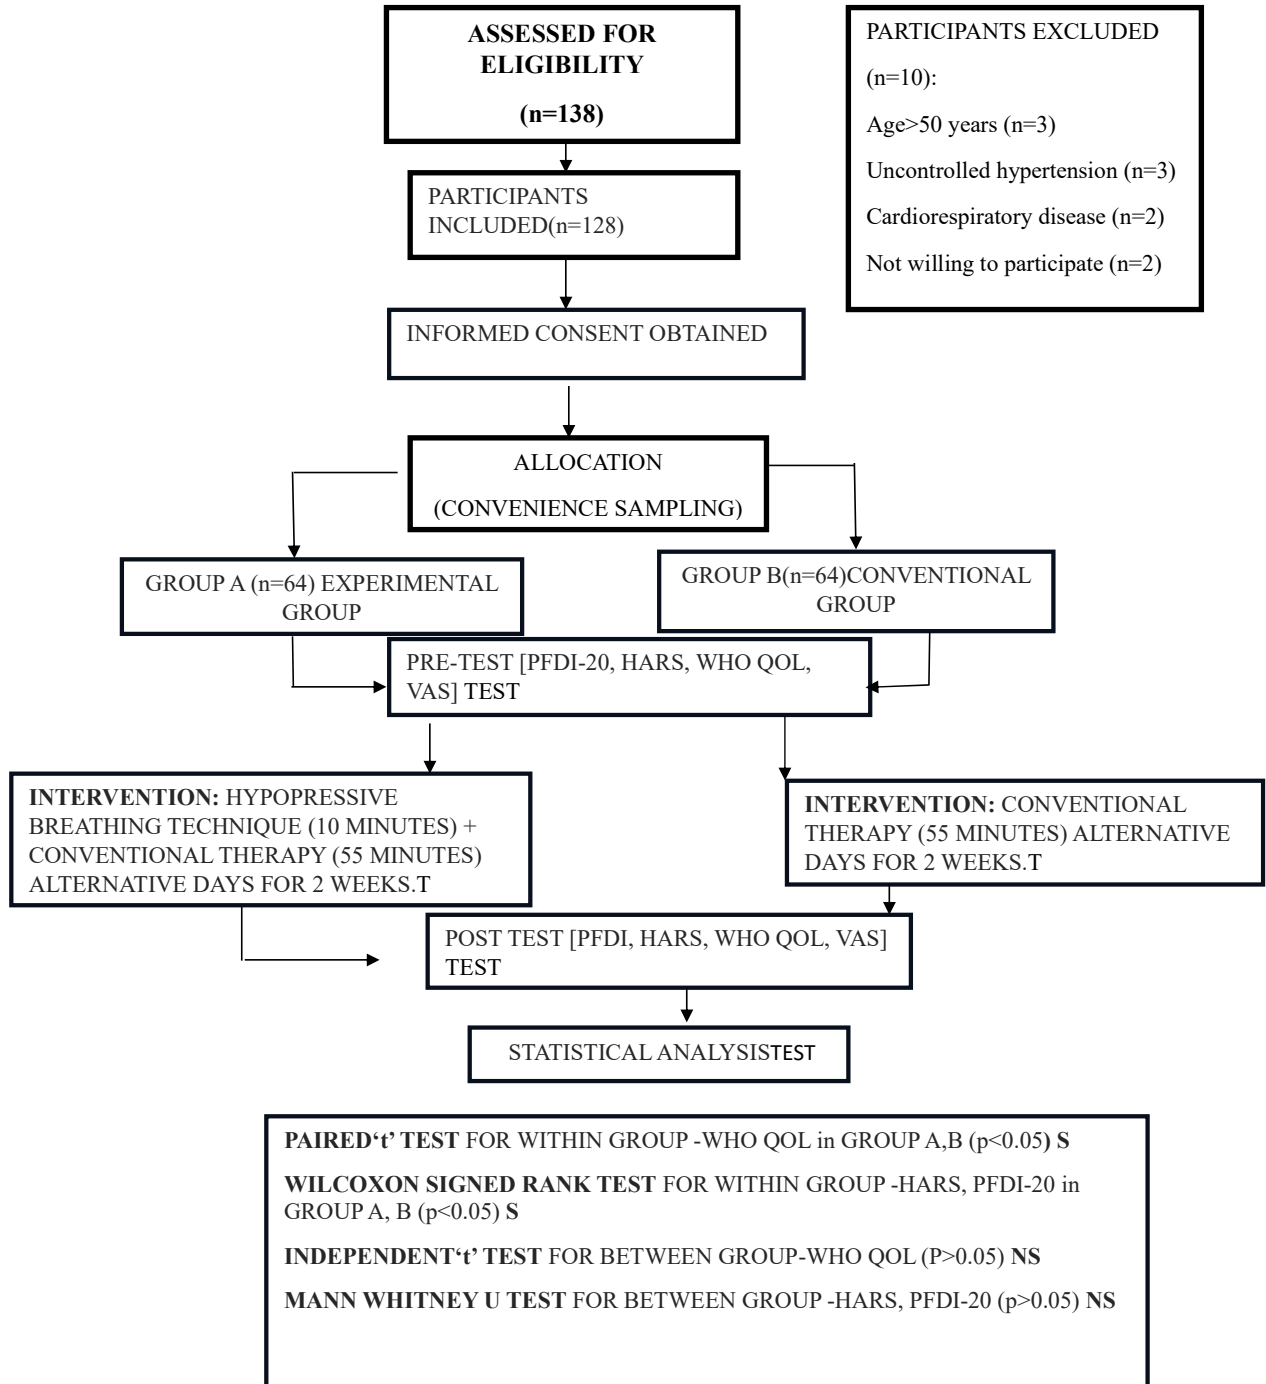 ASSESSED FOR
ELIGIBILITY
(n=138)
PARTICIPANTS EXCLUDED
(n=10):
Age>50 years (n=3)
Uncontrolled hypertension (n=3)
Cardiorespiratory disease (n=2)
Not willing to participate (n=2)
PARTICIPANTS
INCLUDED(n=128)
INFORMED CONSENT OBTAINED
ALLOCATION
(CONVENIENCE SAMPLING)
GROUP A (n=64) EXPERIMENTAL
GROUP
GROUP B(n=64)CONVENTIONAL
GROUP
PRE-TEST [PFDI-20, HARS, WHO QOL,
VAS] TEST
INTERVENTION: HYPOPRESSIVE
BREATHING TECHNIQUE (10 MINUTES) +
CONVENTIONAL THERAPY (55 MINUTES)
ALTERNATIVE DAYS FOR 2 WEEKS.T
INTERVENTION: CONVENTIONAL
THERAPY (55 MINUTES) ALTERNATIVE
DAYS FOR 2 WEEKS.T
POST TEST [PFDI, HARS, WHO QOL, VAS]
TEST
STATISTICAL ANALYSISTEST
PAIRED‘t’ TEST FOR WITHIN GROUP -WHO QOL in GROUP A,B (p<0.05) S
WILCOXON SIGNED RANK TEST FOR WITHIN GROUP -HARS, PFDI-20 in
GROUP A, B (p<0.05) S
INDEPENDENT‘t’ TEST FOR BETWEEN GROUP-WHO QOL (P>0.05) NS
MANN WHITNEY U TEST FOR BETWEEN GROUP -HARS, PFDI-20 (p>0.05) NS